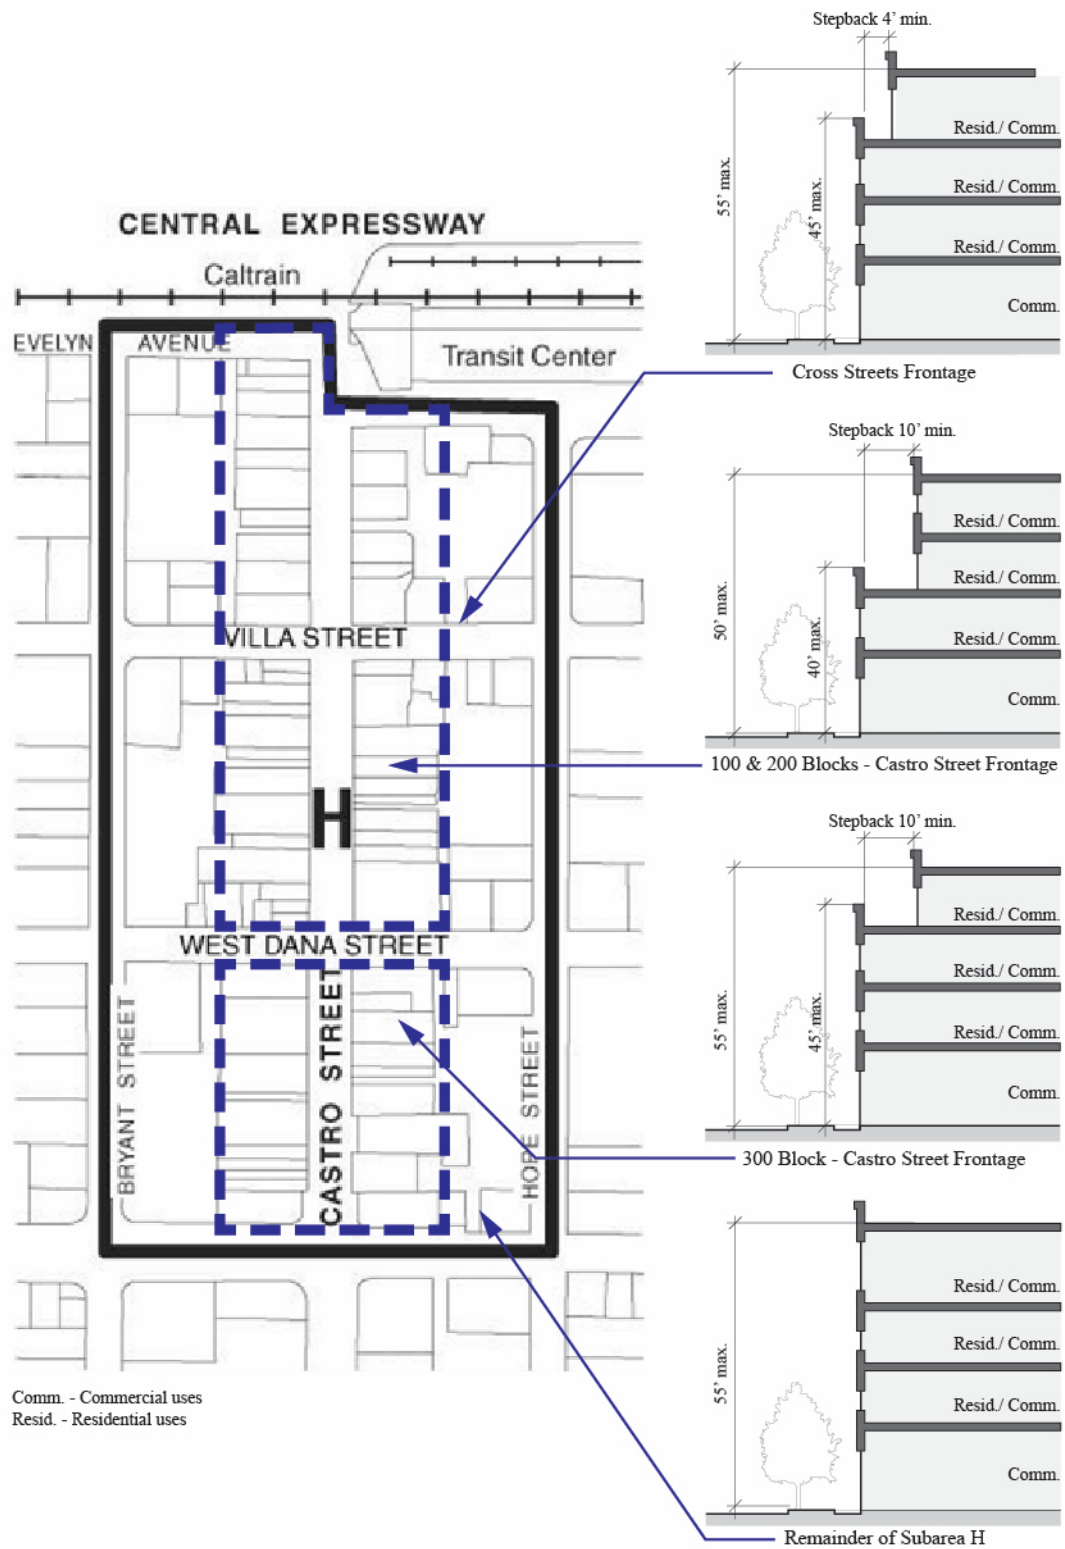 CENTRAL EXPRESSWAY
Caltrain
EVELYN AVENUE
Transit Center
VILLA STREET
H
WEST DANA STREET
BRYANT STREET
CASTRO STREET
HOPE STREET
Comm. - Commercial uses
Resid. - Residential uses
Stepback 4’ min.
55’ max.
45’ max.
Resid./ Comm.
Resid./ Comm.
Resid./ Comm.
Comm.
Cross Streets Frontage
Stepback 10’ min.
50’ max.
40’ max.
Resid./ Comm.
Resid./ Comm.
Resid./ Comm.
Comm.
100 & 200 Blocks - Castro Street Frontage
Stepback 10’ min.
55’ max.
45’ max.
Resid./ Comm.
Resid./ Comm.
Resid./ Comm.
Comm.
300 Block - Castro Street Frontage
55’ max.
Resid./ Comm.
Resid./ Comm.
Resid./ Comm.
Comm.
Remainder of Subarea H